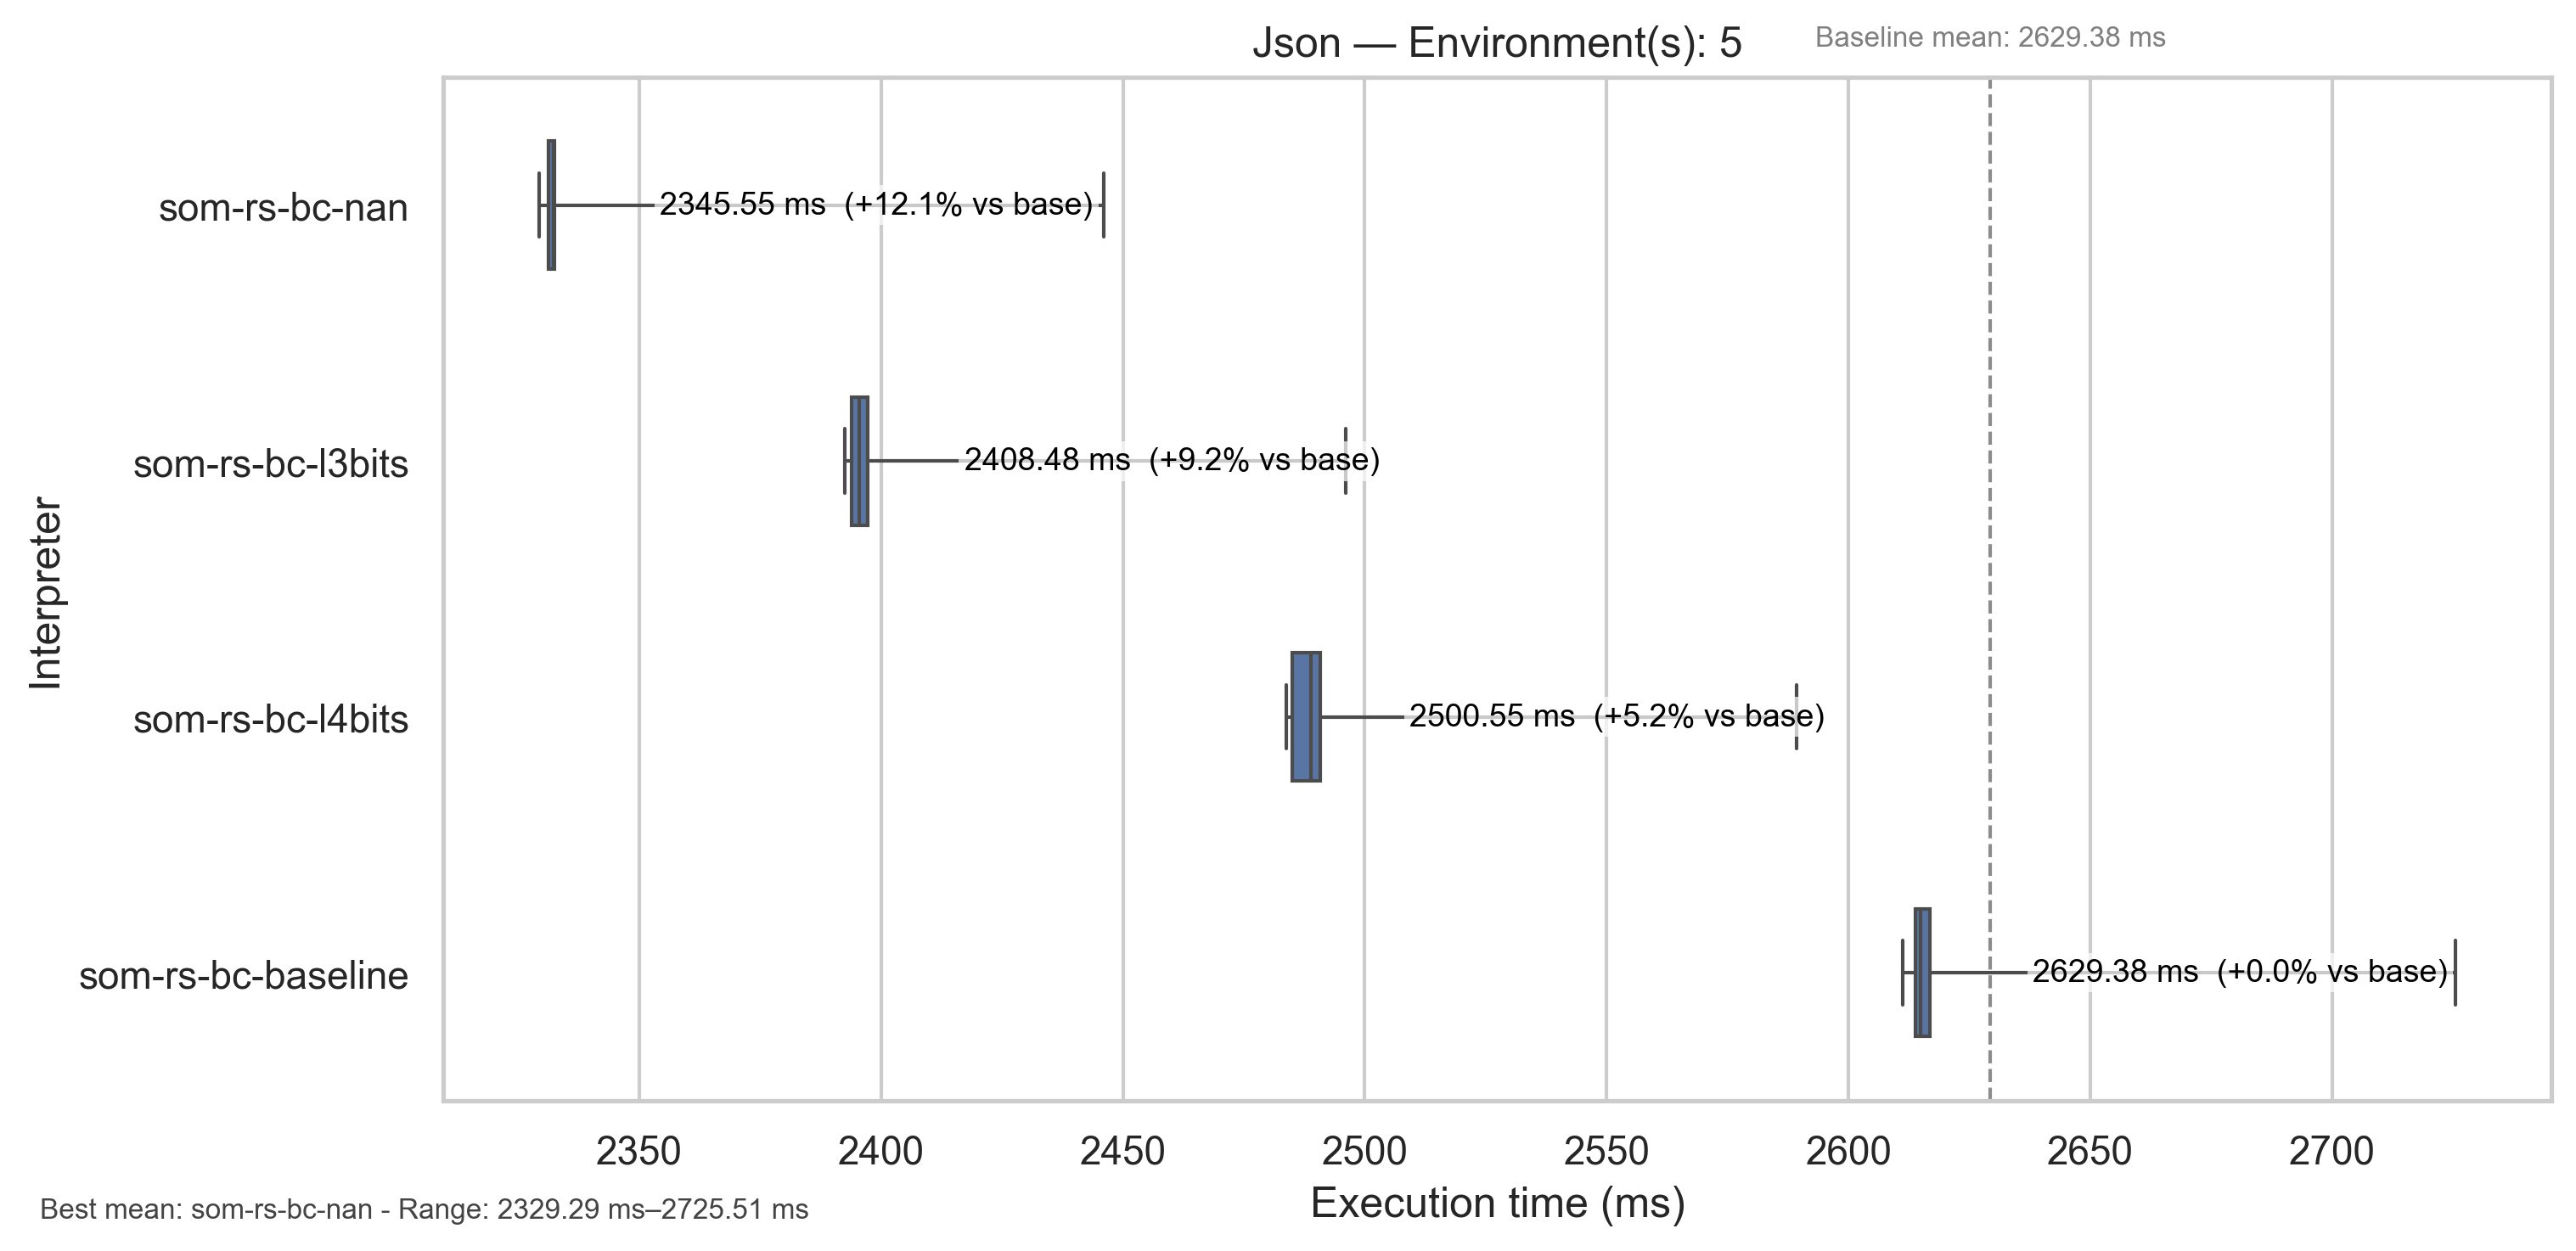 Json — Environment(s): 5
Baseline mean: 2629.38 ms
Interpreter
som-rs-bc-nan
2345.55 ms (+12.1% vs base)
som-rs-bc-l3bits
2408.48 ms (+9.2% vs base)
som-rs-bc-l4bits
2500.55 ms (+5.2% vs base)
som-rs-bc-baseline
2629.38 ms (+0.0% vs base)
2350 2400 2450 2500 2550 2600 2650 2700
Execution time (ms)
Best mean: som-rs-bc-nan - Range: 2329.29 ms–2725.51 ms